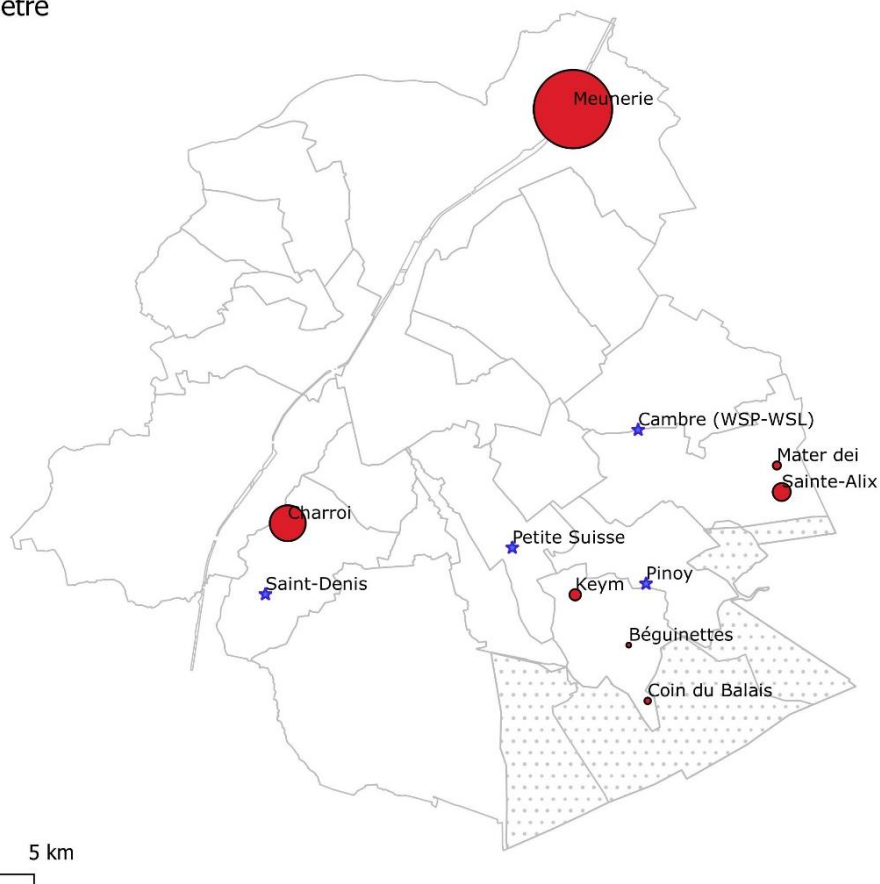 etre
Meunerie
Cambre (WSP-WSL)
Mater dei
Sainte-Alix
Charroi
Petite Suisse
Pinoy
Saint-Denis
Keym
Béguinettes
Coin du Balais
5 km